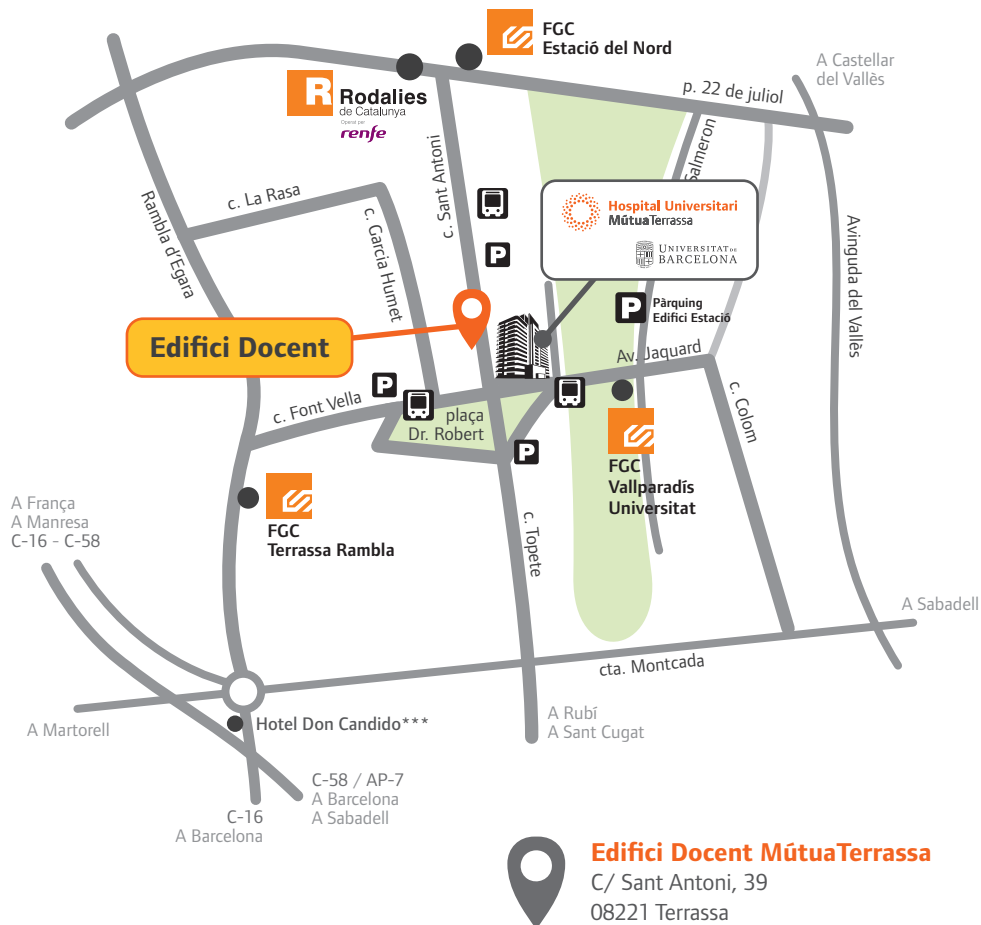 FGC
Estació del Nord
A Castellar
del Vallès
R Rodalies
de Catalunya
Operat per
renfe
p. 22 de juliol
Salmeron
c. Sant Antoni
c. La Rasa
Rambla d'Egara
c. Garcia Humet
Hospital Universitari
MútuaTerrassa
UNIVERSITAT DE
BARCELONA
Avinguda del Vallès
P
P
Pàrquing
Edifici Estació
Edifici Docent
Av. Jaquard
P
c. Font Vella
plaça
Dr. Robert
c. Colom
P
FGC
Vallparadís
Universitat
A França
A Manresa
C-16 - C-58
FGC
Terrassa Rambla
c. Topete
A Sabadell
cta. Montcada
A Martorell
Hotel Don Candido***
A Rubí
A Sant Cugat
C-58 / AP-7
A Barcelona
A Sabadell
C-16
A Barcelona
Edifici Docent MútuaTerrassa
C/ Sant Antoni, 39
08221 Terrassa